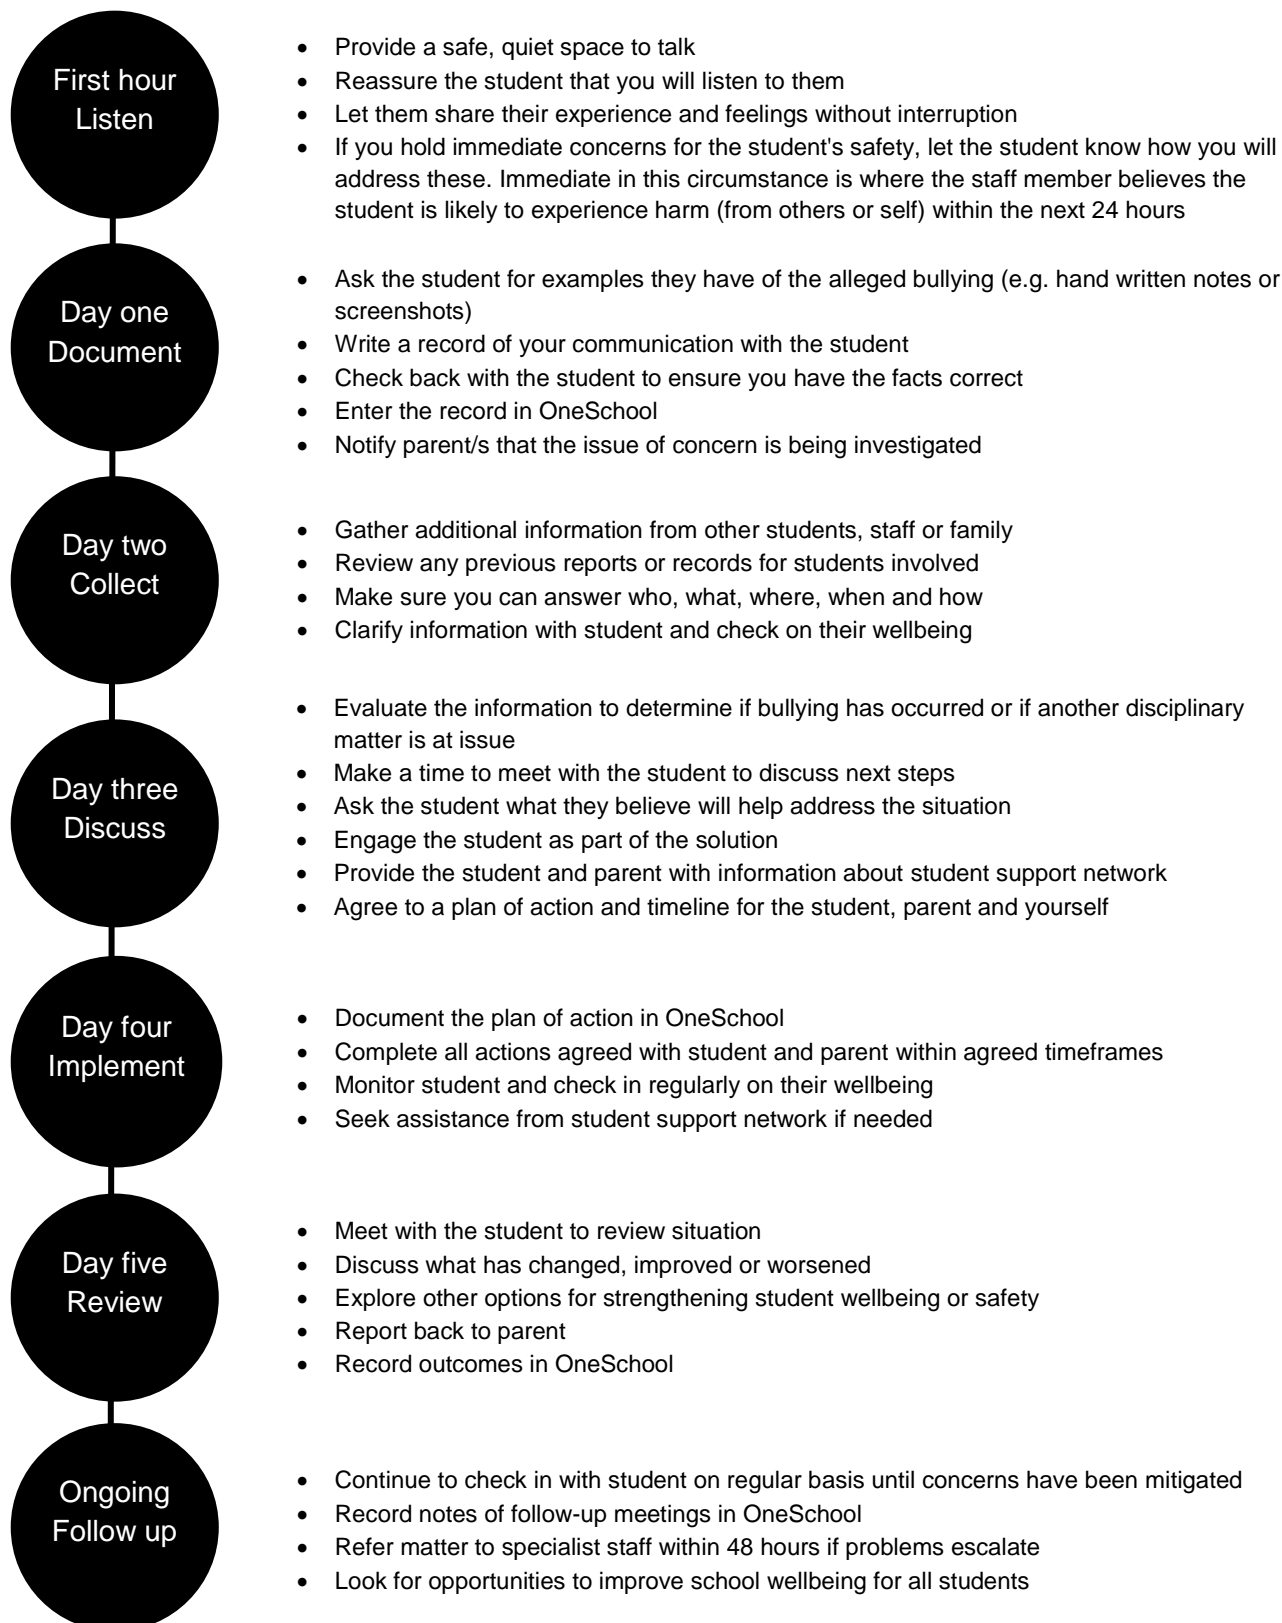 First hour
Listen
• Provide a safe, quiet space to talk
• Reassure the student that you will listen to them
• Let them share their experience and feelings without interruption
• If you hold immediate concerns for the student's safety, let the student know how you will
address these. Immediate in this circumstance is where the staff member believes the
student is likely to experience harm (from others or self) within the next 24 hours
Day one
Document
• Ask the student for examples they have of the alleged bullying (e.g. hand written notes or
screenshots)
• Write a record of your communication with the student
• Check back with the student to ensure you have the facts correct
• Enter the record in OneSchool
• Notify parent/s that the issue of concern is being investigated
Day two
Collect
• Gather additional information from other students, staff or family
• Review any previous reports or records for students involved
• Make sure you can answer who, what, where, when and how
• Clarify information with student and check on their wellbeing
Day three
Discuss
• Evaluate the information to determine if bullying has occurred or if another disciplinary
matter is at issue
• Make a time to meet with the student to discuss next steps
• Ask the student what they believe will help address the situation
• Engage the student as part of the solution
• Provide the student and parent with information about student support network
• Agree to a plan of action and timeline for the student, parent and yourself
Day four
Implement
• Document the plan of action in OneSchool
• Complete all actions agreed with student and parent within agreed timeframes
• Monitor student and check in regularly on their wellbeing
• Seek assistance from student support network if needed
Day five
Review
• Meet with the student to review situation
• Discuss what has changed, improved or worsened
• Explore other options for strengthening student wellbeing or safety
• Report back to parent
• Record outcomes in OneSchool
Ongoing
Follow up
• Continue to check in with student on regular basis until concerns have been mitigated
• Record notes of follow-up meetings in OneSchool
• Refer matter to specialist staff within 48 hours if problems escalate
• Look for opportunities to improve school wellbeing for all students